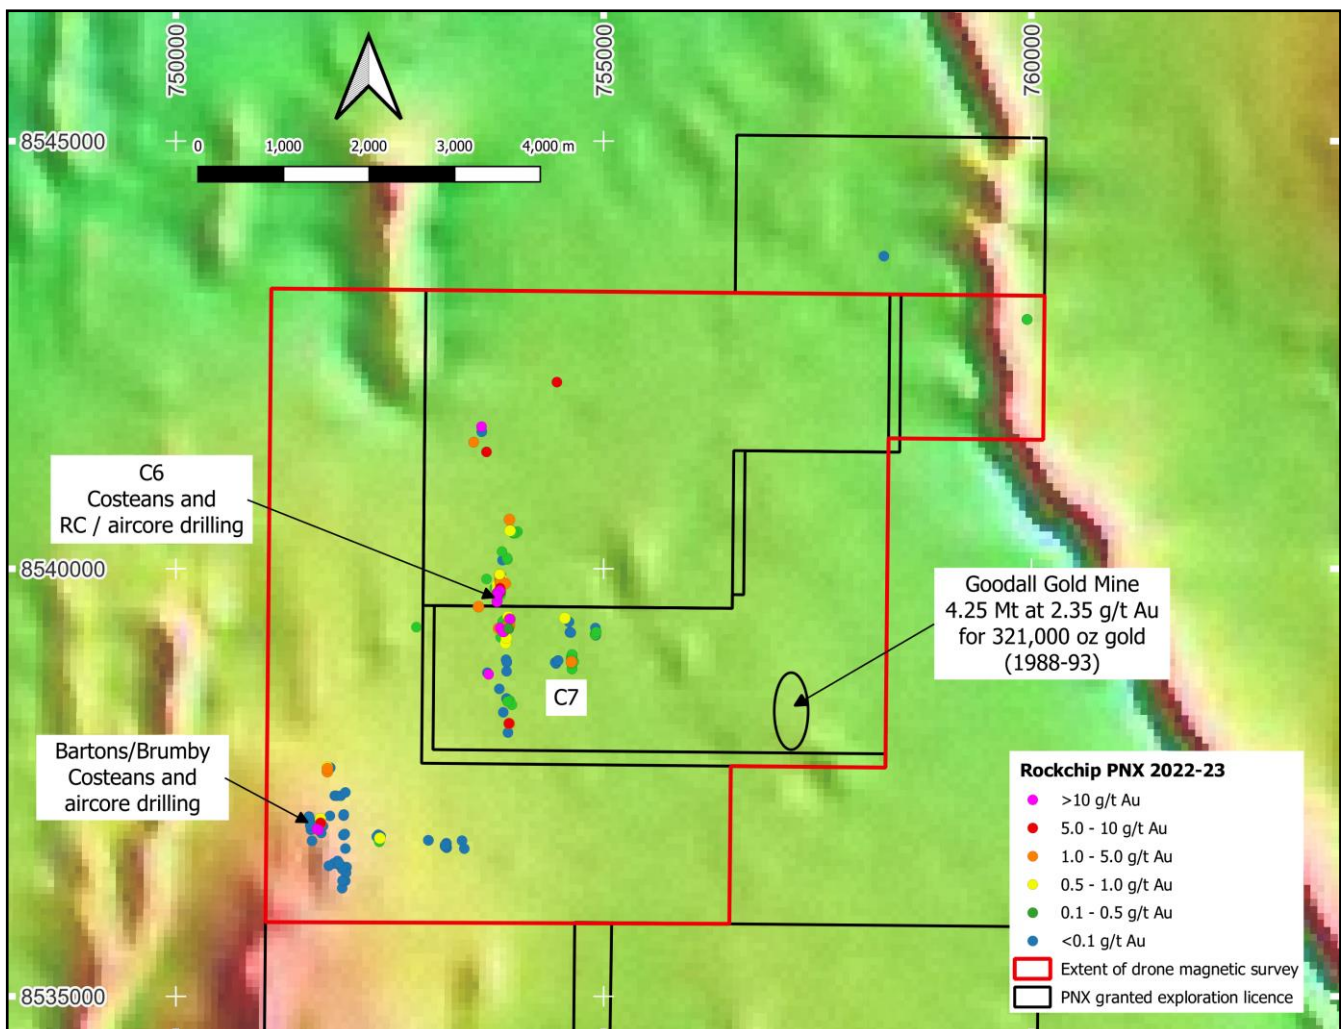 750000
755000
760000
8545000
0 1,000 2,000 3,000 4,000 m
C6
Costeans and
RC / aircore drilling
8540000
Goodall Gold Mine
4.25 Mt at 2.35 g/t Au
for 321,000 oz gold
(1988-93)
C7
Bartons/Brumby
Costeans and
aircore drilling
Rockchip PNX 2022-23
>10 g/t Au
5.0 - 10 g/t Au
1.0 - 5.0 g/t Au
0.5 - 1.0 g/t Au
0.1 - 0.5 g/t Au
<0.1 g/t Au
Extent of drone magnetic survey
PNX granted exploration licence
8535000